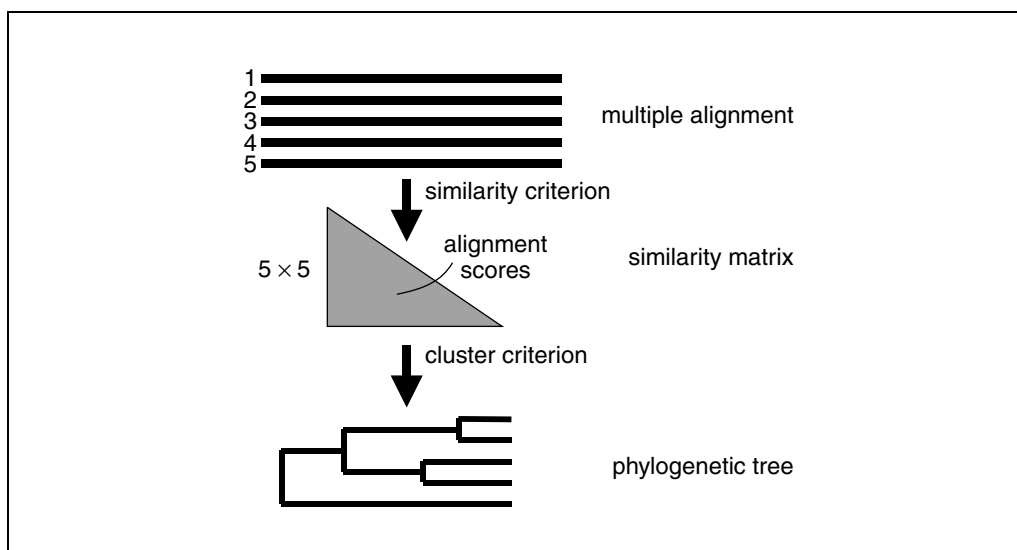 1
2
3
4
5
multiple alignment
similarity criterion
alignment
scores
5 × 5
similarity matrix
cluster criterion
phylogenetic tree